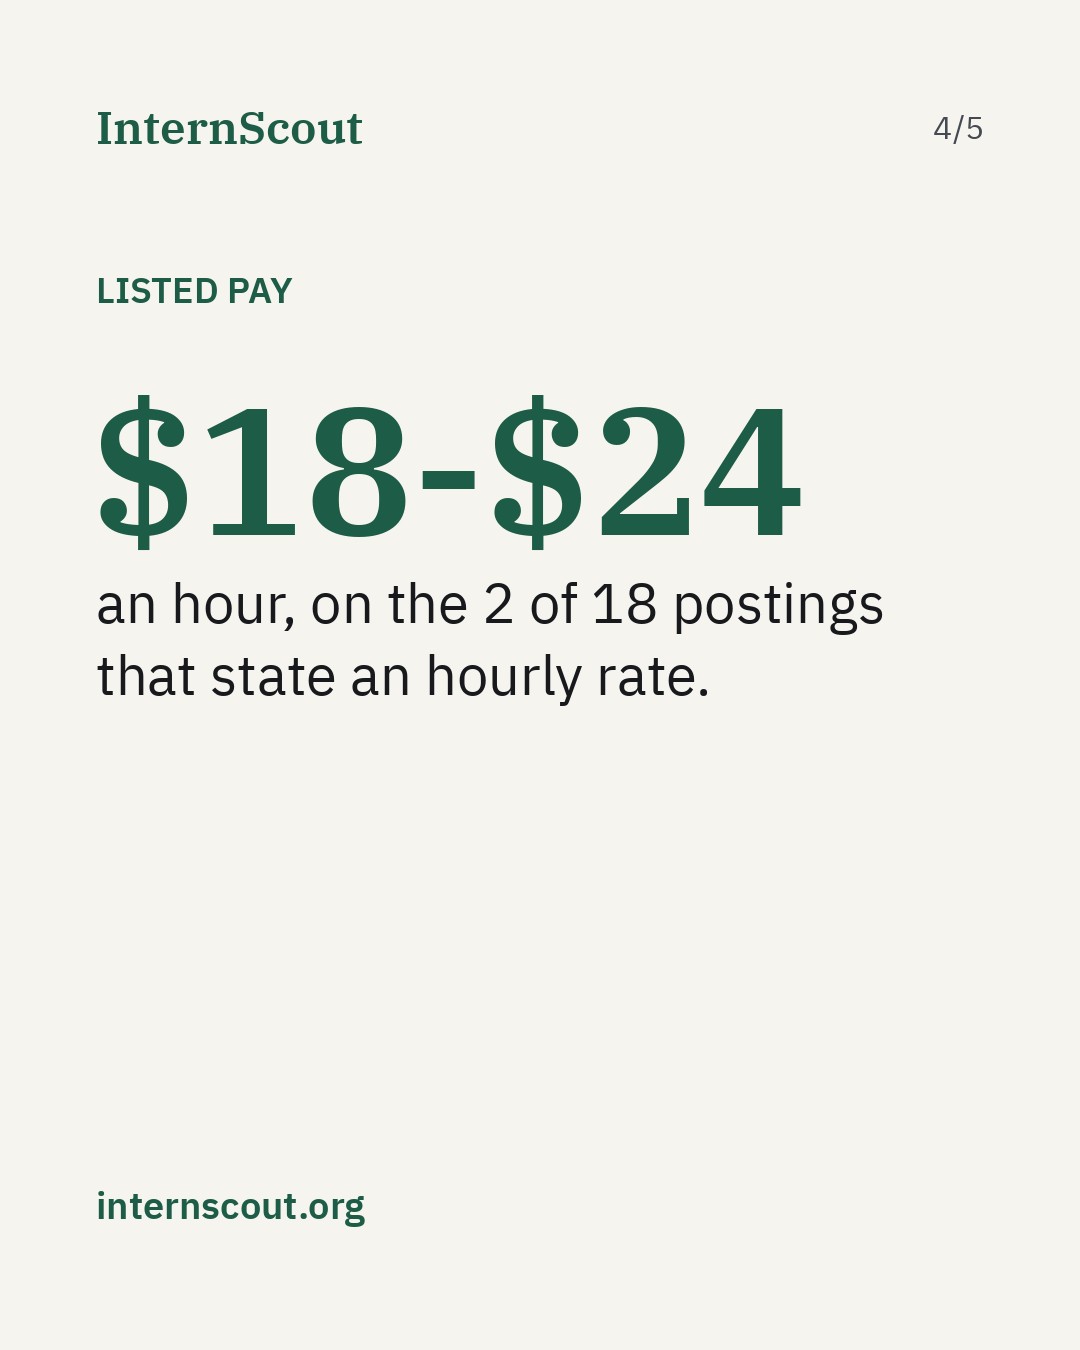 InternScout
4/5
LISTED PAY
$18-$24
an hour, on the 2 of 18 postings
that state an hourly rate.
internscout.org